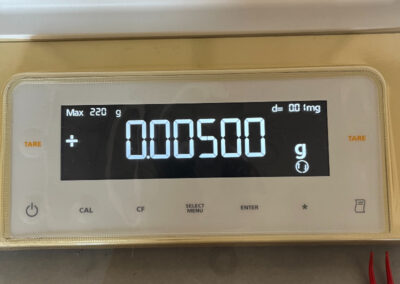 Max 220 g d= 0.01mg
+ 0.00500 g
TARE TARE
CAL CF SELECT MENU ENTER *